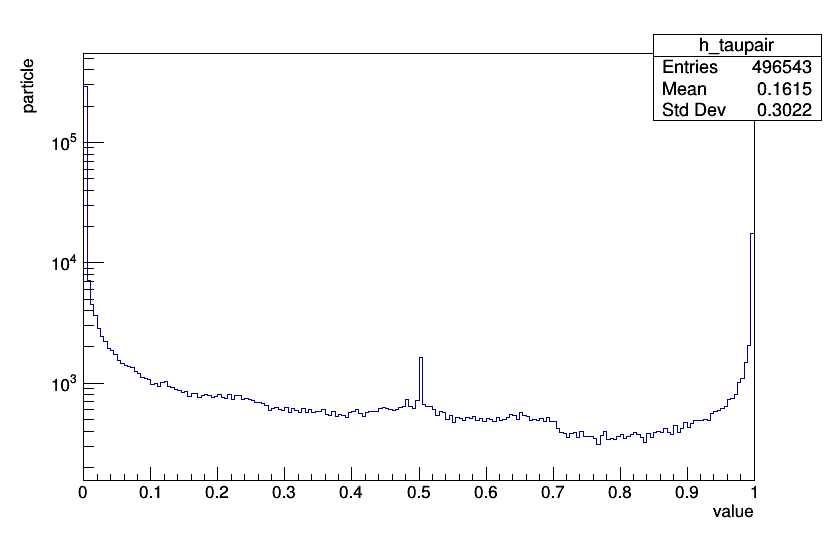 h_taupair
Entries 496543
Mean 0.1615
Std Dev 0.3022
particle
10^5
10^4
10^3
0 0.1 0.2 0.3 0.4 0.5 0.6 0.7 0.8 0.9 1
value